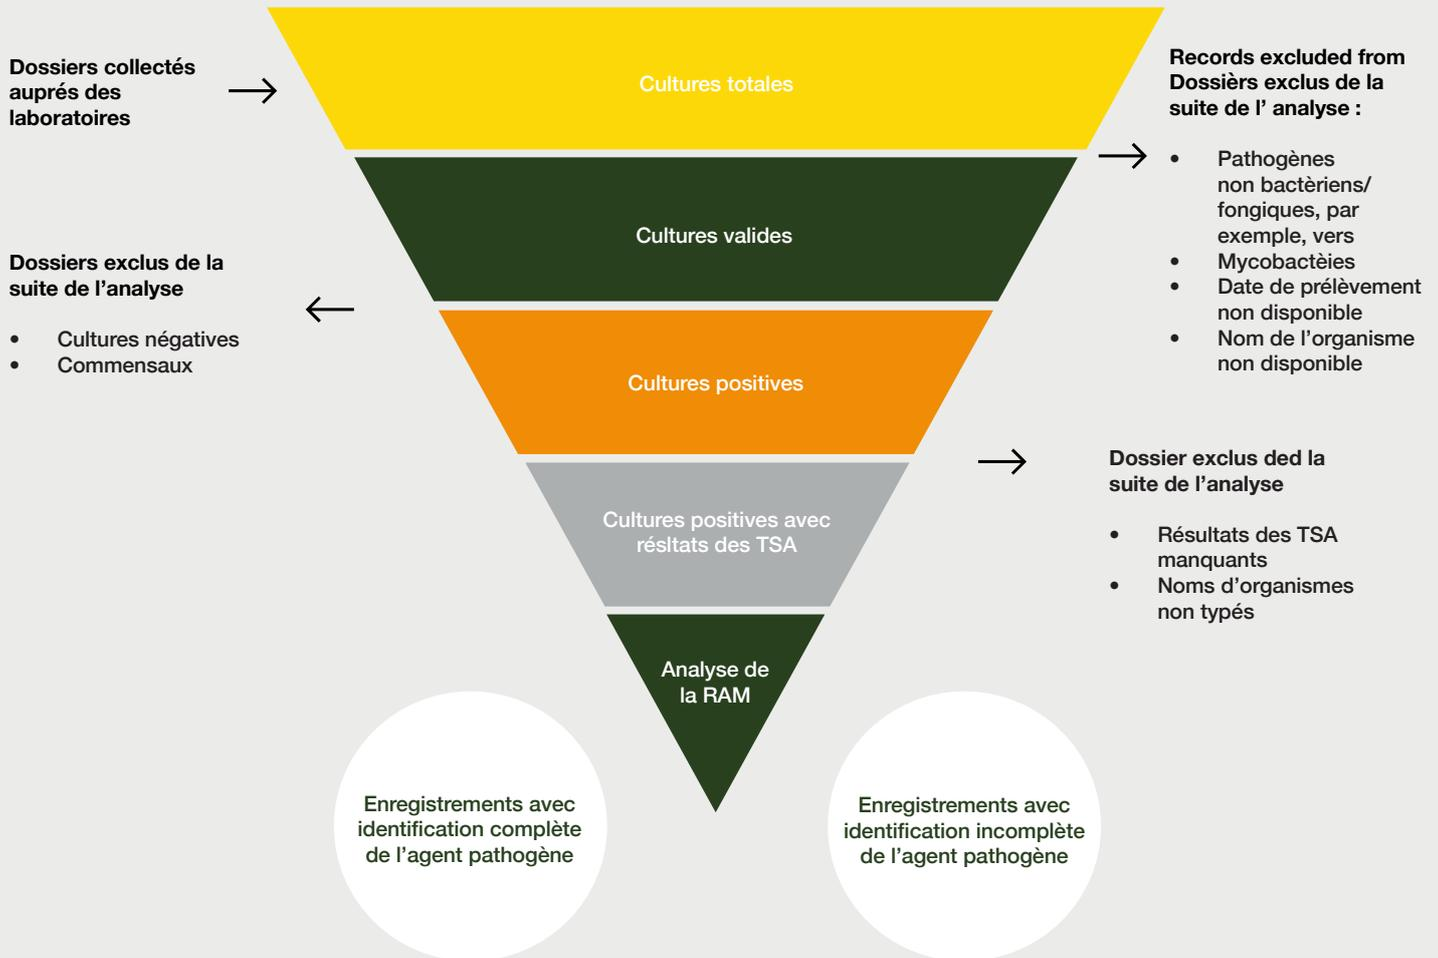 Dossiers collectés
auprés des
laboratoires
Cultures totales
Records excluded from
Dossièrs exclus de la
suite de l’ analyse :
• Pathogènes
non bactèriens/
fongiques, par
exemple, vers
• Mycobactèies
• Date de prélèvement
non disponible
• Nom de l’organisme
non disponible
Cultures valides
Dossiers exclus de la
suite de l’analyse
• Cultures négatives
• Commensaux
Cultures positives
Dossier exclus ded la
suite de l’analyse
• Résultats des TSA
manquants
• Noms d’organismes
non typés
Cultures positives avec
résltats des TSA
Analyse de
la RAM
Enregistrements avec
identification complète
de l’agent pathogène
Enregistrements avec
identification incomplète
de l’agent pathogène